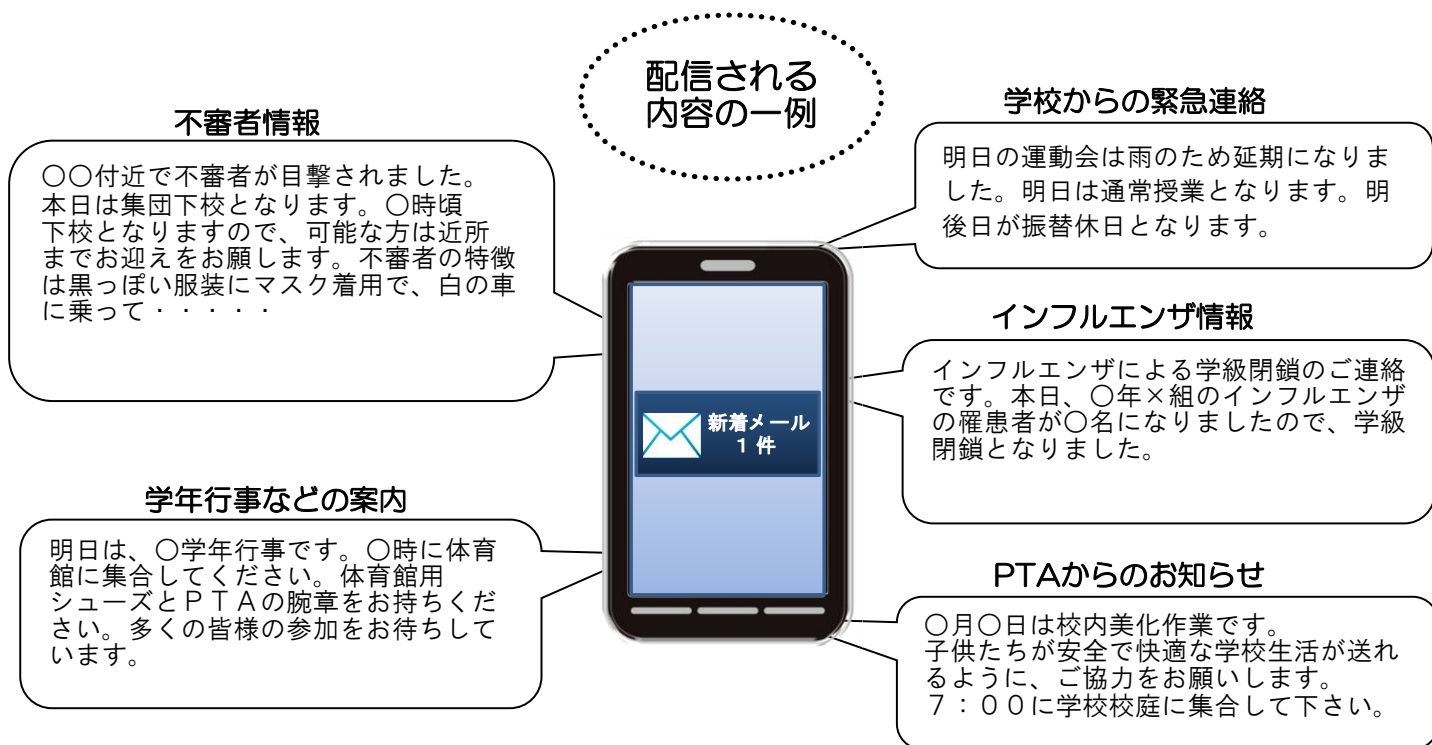 配信される
内容の一例
不審者情報
〇〇付近で不審者が目撃されました。
本日は集団下校となります。〇時頃
下校となりますので、可能な方は近所
までお迎えをお願します。不審者の特徴
は黒っぽい服装にマスク着用で、白の車
に乗って・・・・・
学校からの緊急連絡
明日の運動会は雨のため延期になりま
した。明日は通常授業となります。明
後日が振替休日となります。
インフルエンザ情報
インフルエンザによる学級閉鎖のご連絡
です。本日、〇年×組のインフルエンザ
の罹患者が〇名になりましたので、学級
閉鎖となりました。
新着メール
１件
学年行事などの案内
明日は、〇学年行事です。〇時に体育
館に集合してください。体育館用
シューズとＰＴＡの腕章をお持ちくだ
さい。多くの皆様の参加をお待ちして
います。
PTAからのお知らせ
〇月〇日は校内美化作業です。
子供たちが安全で快適な学校生活が送れ
るように、ご協力をお願いします。
７：００に学校校庭に集合して下さい。